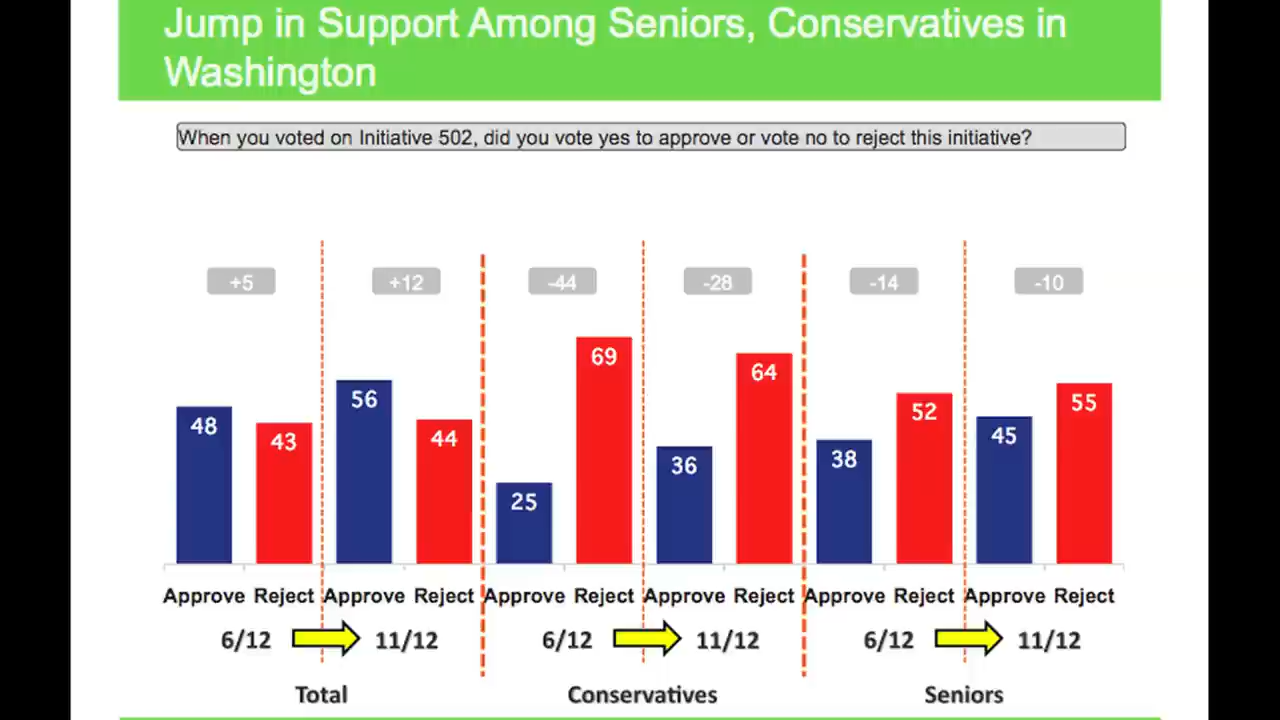 Jump in Support Among Seniors, Conservatives in
Washington
When you voted on Initiative 502, did you vote yes to approve or vote no to reject this initiative?
+5 +12 -44 -28 -14 -10
48 43 56 44 25 69 36 64 38 52 45 55
Approve Reject Approve Reject Approve Reject Approve Reject Approve Reject Approve Reject
6/12 11/12 6/12 11/12 6/12 11/12
Total Conservatives Seniors